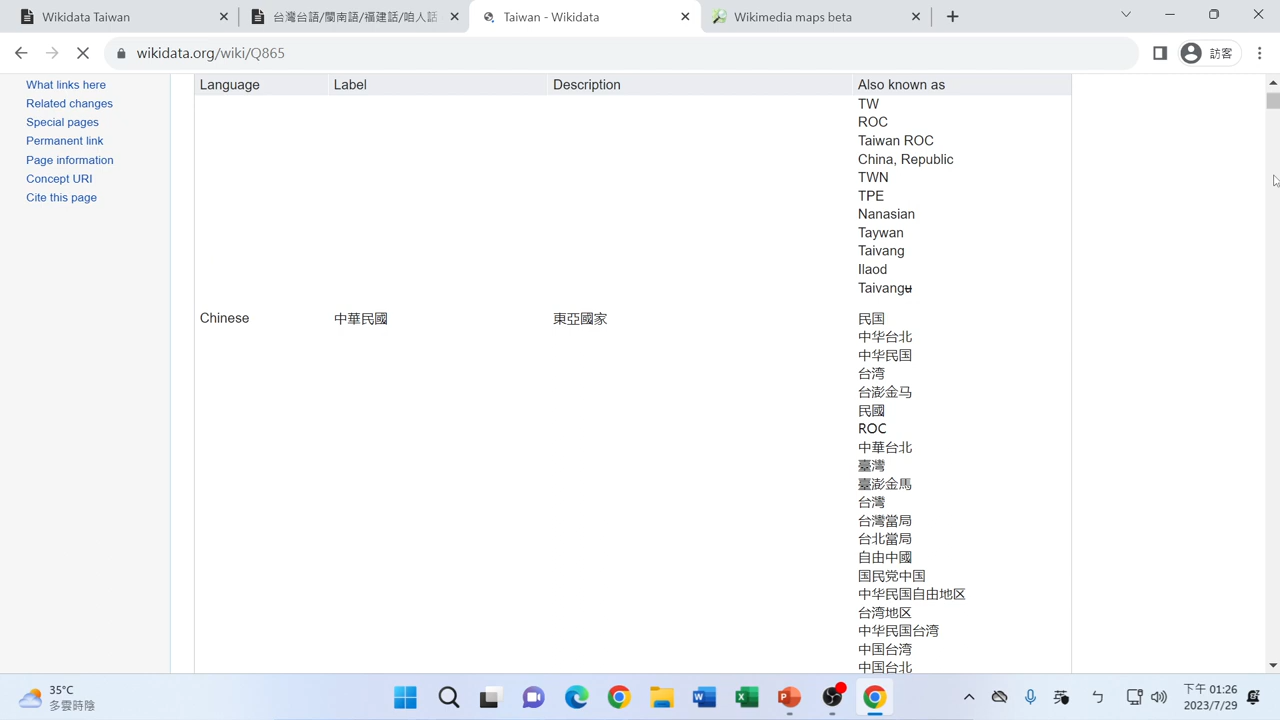 Wikidata Taiwan
台灣台語/閩南語/福建話/咱人話
Taiwan - Wikidata
Wikimedia maps beta
wikidata.org/wiki/Q865
訪客
What links here
Related changes
Special pages
Permanent link
Page information
Concept URI
Cite this page
Language Label Description Also known as
TW
ROC
Taiwan ROC
China, Republic
TWN
TPE
Nanasian
Taywan
Taivang
Ilaod
Taivangʉ
Chinese 中華民國 東亞國家 民国
中华台北
中华民国
台湾
台澎金马
民國
ROC
中華台北
臺灣
臺澎金馬
台灣
台灣當局
台北當局
自由中國
国民党中国
中华民国自由地区
台湾地区
中华民国台湾
中国台湾
中国台北
35°C
多雲時陰
英
ㄅ
下午 01:26
2023/7/29